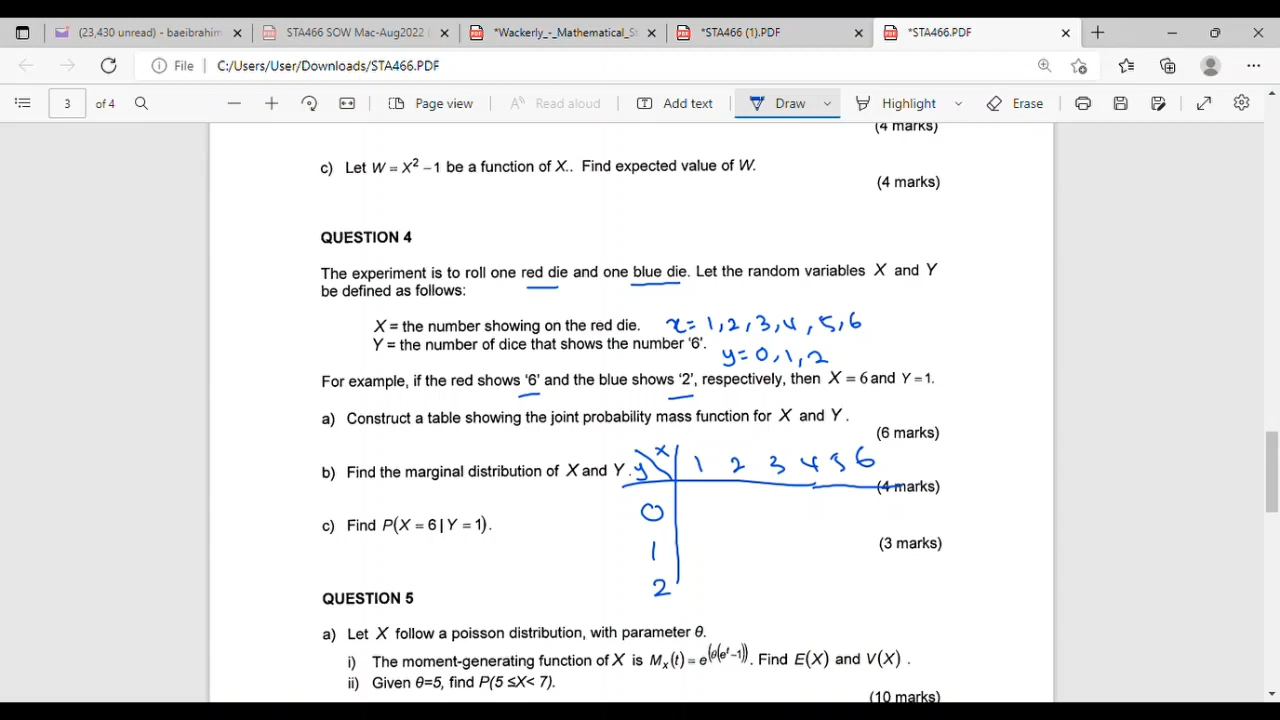 (23,430 unread) - baeibrahim
STA466 SOW Mac-Aug2022 (
*Wackerly_-_Mathematical_S
*STA466 (1).PDF
*STA466.PDF
File C:/Users/User/Downloads/STA466.PDF
3 of 4
Page view
Read aloud
Add text
Draw
Highlight
Erase
(4 marks)
c) Let W = X² – 1 be a function of X.. Find expected value of W.
(4 marks)
QUESTION 4
The experiment is to roll one red die and one blue die. Let the random variables X and Y
be defined as follows:
X = the number showing on the red die. x = 1, 2, 3, 4, 5, 6
Y = the number of dice that shows the number '6'. y = 0, 1, 2
For example, if the red shows '6' and the blue shows '2', respectively, then X = 6 and Y = 1.
a) Construct a table showing the joint probability mass function for X and Y.
(6 marks)
b) Find the marginal distribution of X and Y. y x 1 2 3 4 5 6
(4 marks)
0
c) Find P(X = 6 | Y = 1).
(3 marks)
1
2
QUESTION 5
a) Let X follow a poisson distribution, with parameter θ.
i) The moment-generating function of X is Mₓ(t) = e^(θ(e^t –1)). Find E(X) and V(X).
ii) Given θ=5, find P(5 ≤X< 7).
(10 marks)